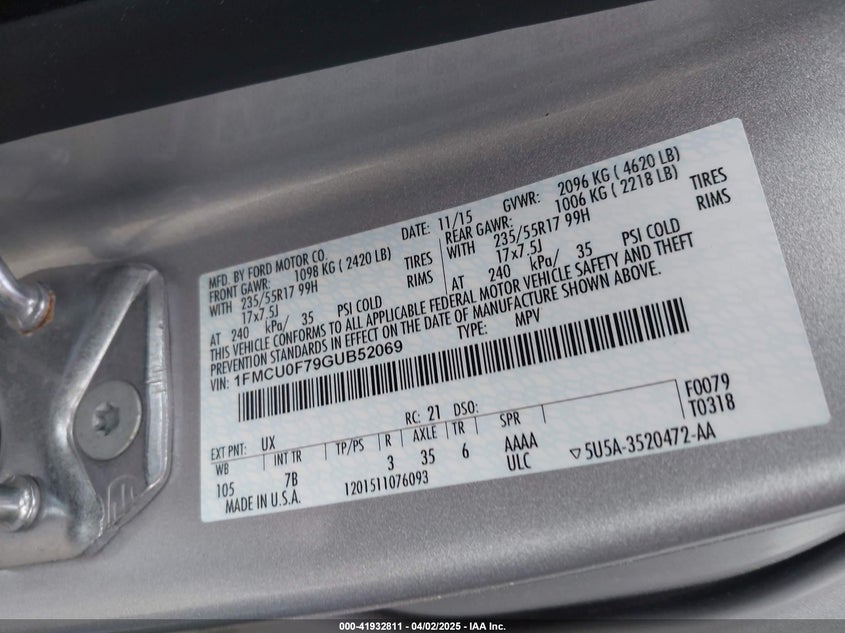 MFD. BY FORD MOTOR CO.
DATE: 11/15
GVWR: 2096 KG ( 4620 LB)
FRONT GAWR: 1098 KG ( 2420 LB)
REAR GAWR: 1006 KG ( 2218 LB)
WITH 235/55R17 99H TIRES
WITH 235/55R17 99H TIRES
17x7.5J RIMS
17x7.5J RIMS
AT 240 kPa/ 35 PSI COLD
AT 240 kPa/ 35 PSI COLD
THIS VEHICLE CONFORMS TO ALL APPLICABLE FEDERAL MOTOR VEHICLE SAFETY AND THEFT
PREVENTION STANDARDS IN EFFECT ON THE DATE OF MANUFACTURE SHOWN ABOVE.
VIN: 1FMCU0F79GUB52069
TYPE: MPV
F0079
RC: 21 DSO:
T0318
EXT PNT: UX
WB INT TR TP/PS R AXLE TR SPR
105 7B 3 35 6 AAAA
ULC
▽5U5A-3520472-AA
MADE IN U.S.A.
1201511076093
000-41932811 - 04/02/2025 - IAA Inc.